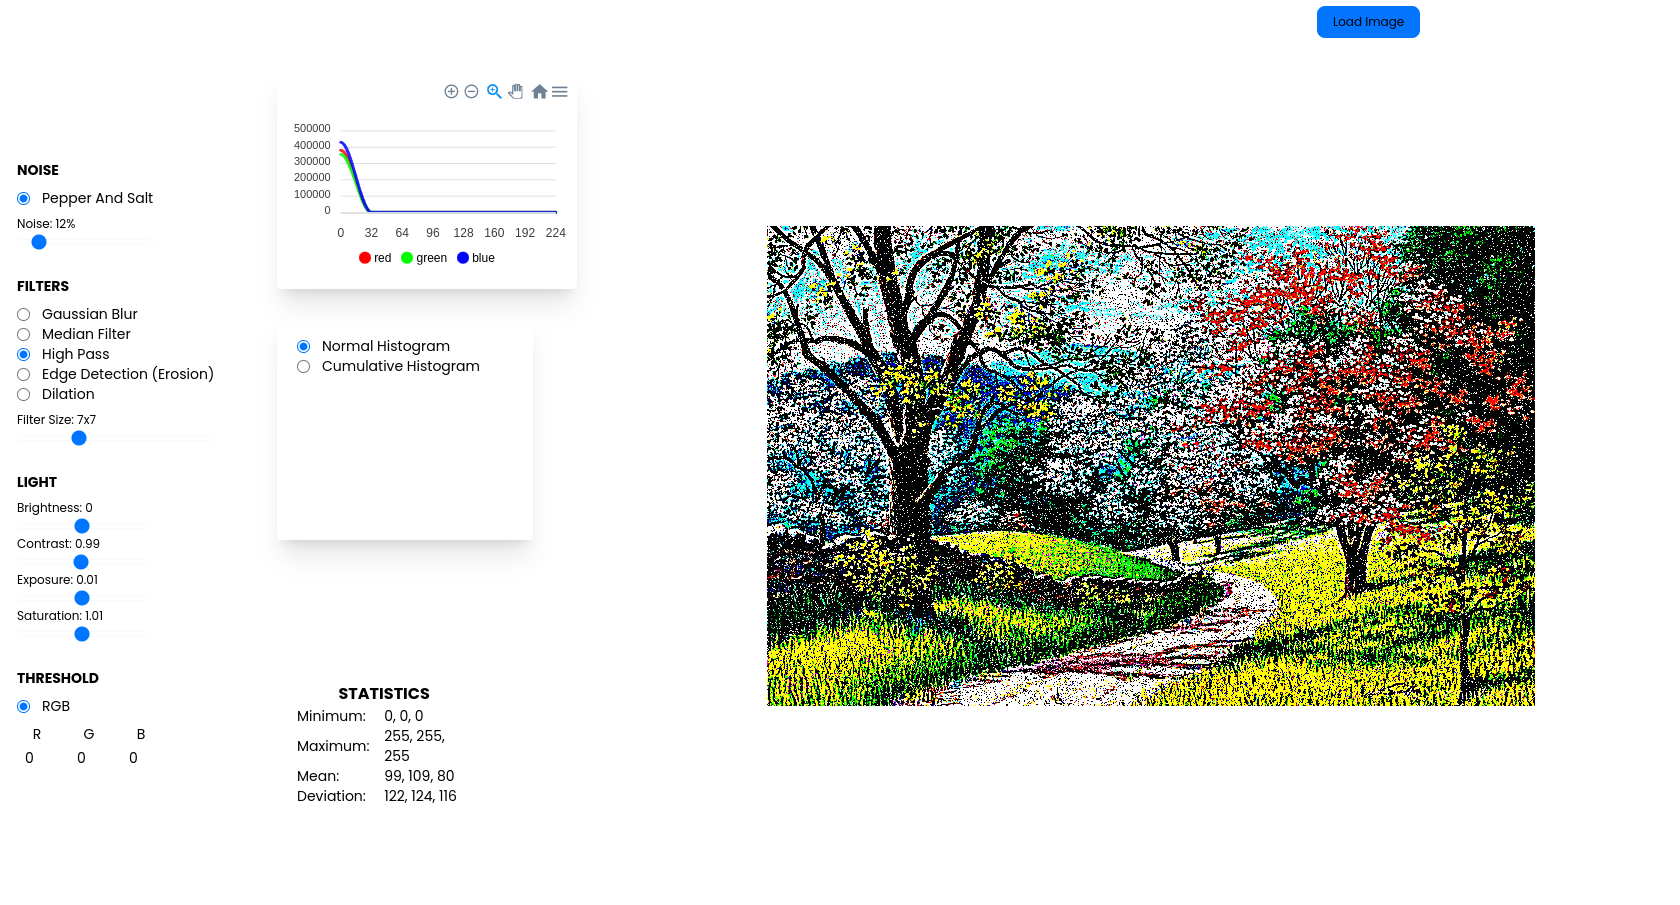 Load Image
NOISE
Pepper And Salt
Noise: 12%
FILTERS
Gaussian Blur
Median Filter
High Pass
Edge Detection (Erosion)
Dilation
Filter Size: 7x7
LIGHT
Brightness: 0
Contrast: 0.99
Exposure: 0.01
Saturation: 1.01
THRESHOLD
RGB
R G B
0 0 0
500000
400000
300000
200000
100000
0
0 32 64 96 128 160 192 224
red green blue
Normal Histogram
Cumulative Histogram
STATISTICS
Minimum: 0, 0, 0
Maximum: 255, 255,
255
Mean: 99, 109, 80
Deviation: 122, 124, 116